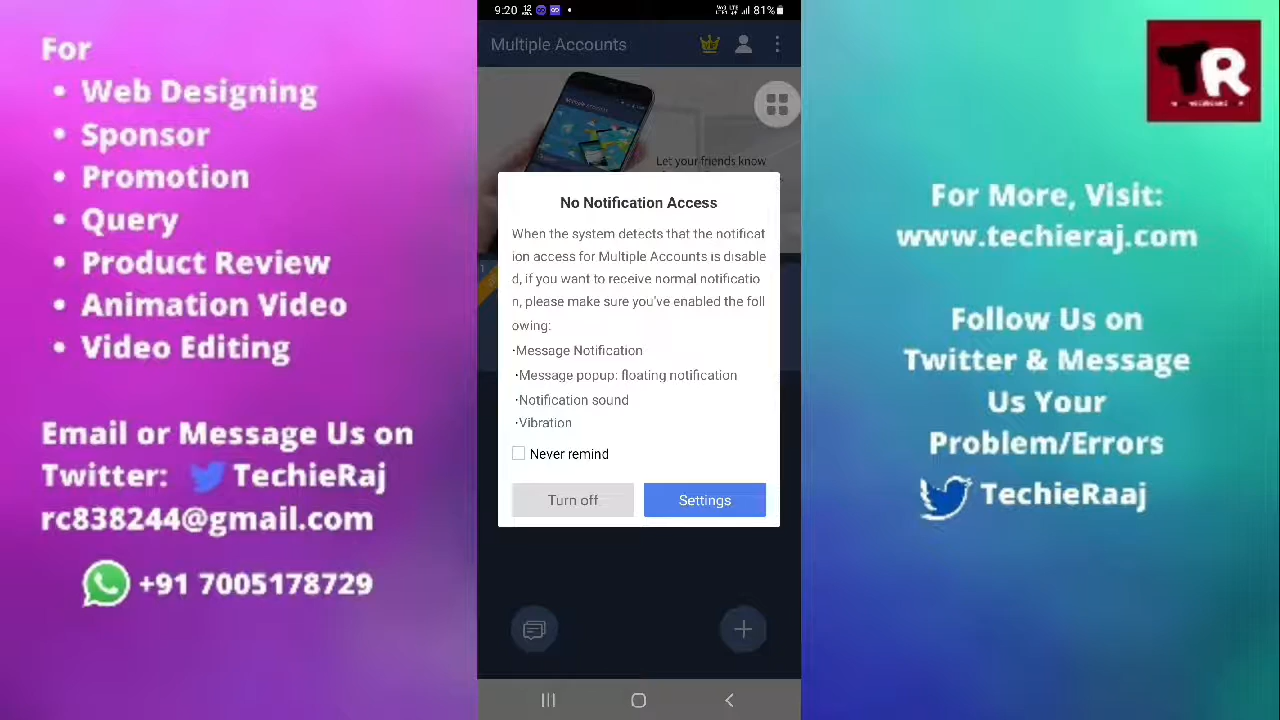 For
• Web Designing
• Sponsor
• Promotion
• Query
• Product Review
• Animation Video
• Video Editing
Email or Message Us on
Twitter: TechieRaj
rc838244@gmail.com
+91 7005178729
9:20
81%
Multiple Accounts
Let your friends know
No Notification Access
When the system detects that the notificat
ion access for Multiple Accounts is disable
d, if you want to receive normal notificatio
n, please make sure you've enabled the foll
owing:
·Message Notification
·Message popup: floating notification
·Notification sound
·Vibration
Never remind
Turn off
Settings
TR
For More, Visit:
www.techieraj.com
Follow Us on
Twitter & Message
Us Your
Problem/Errors
TechieRaaj